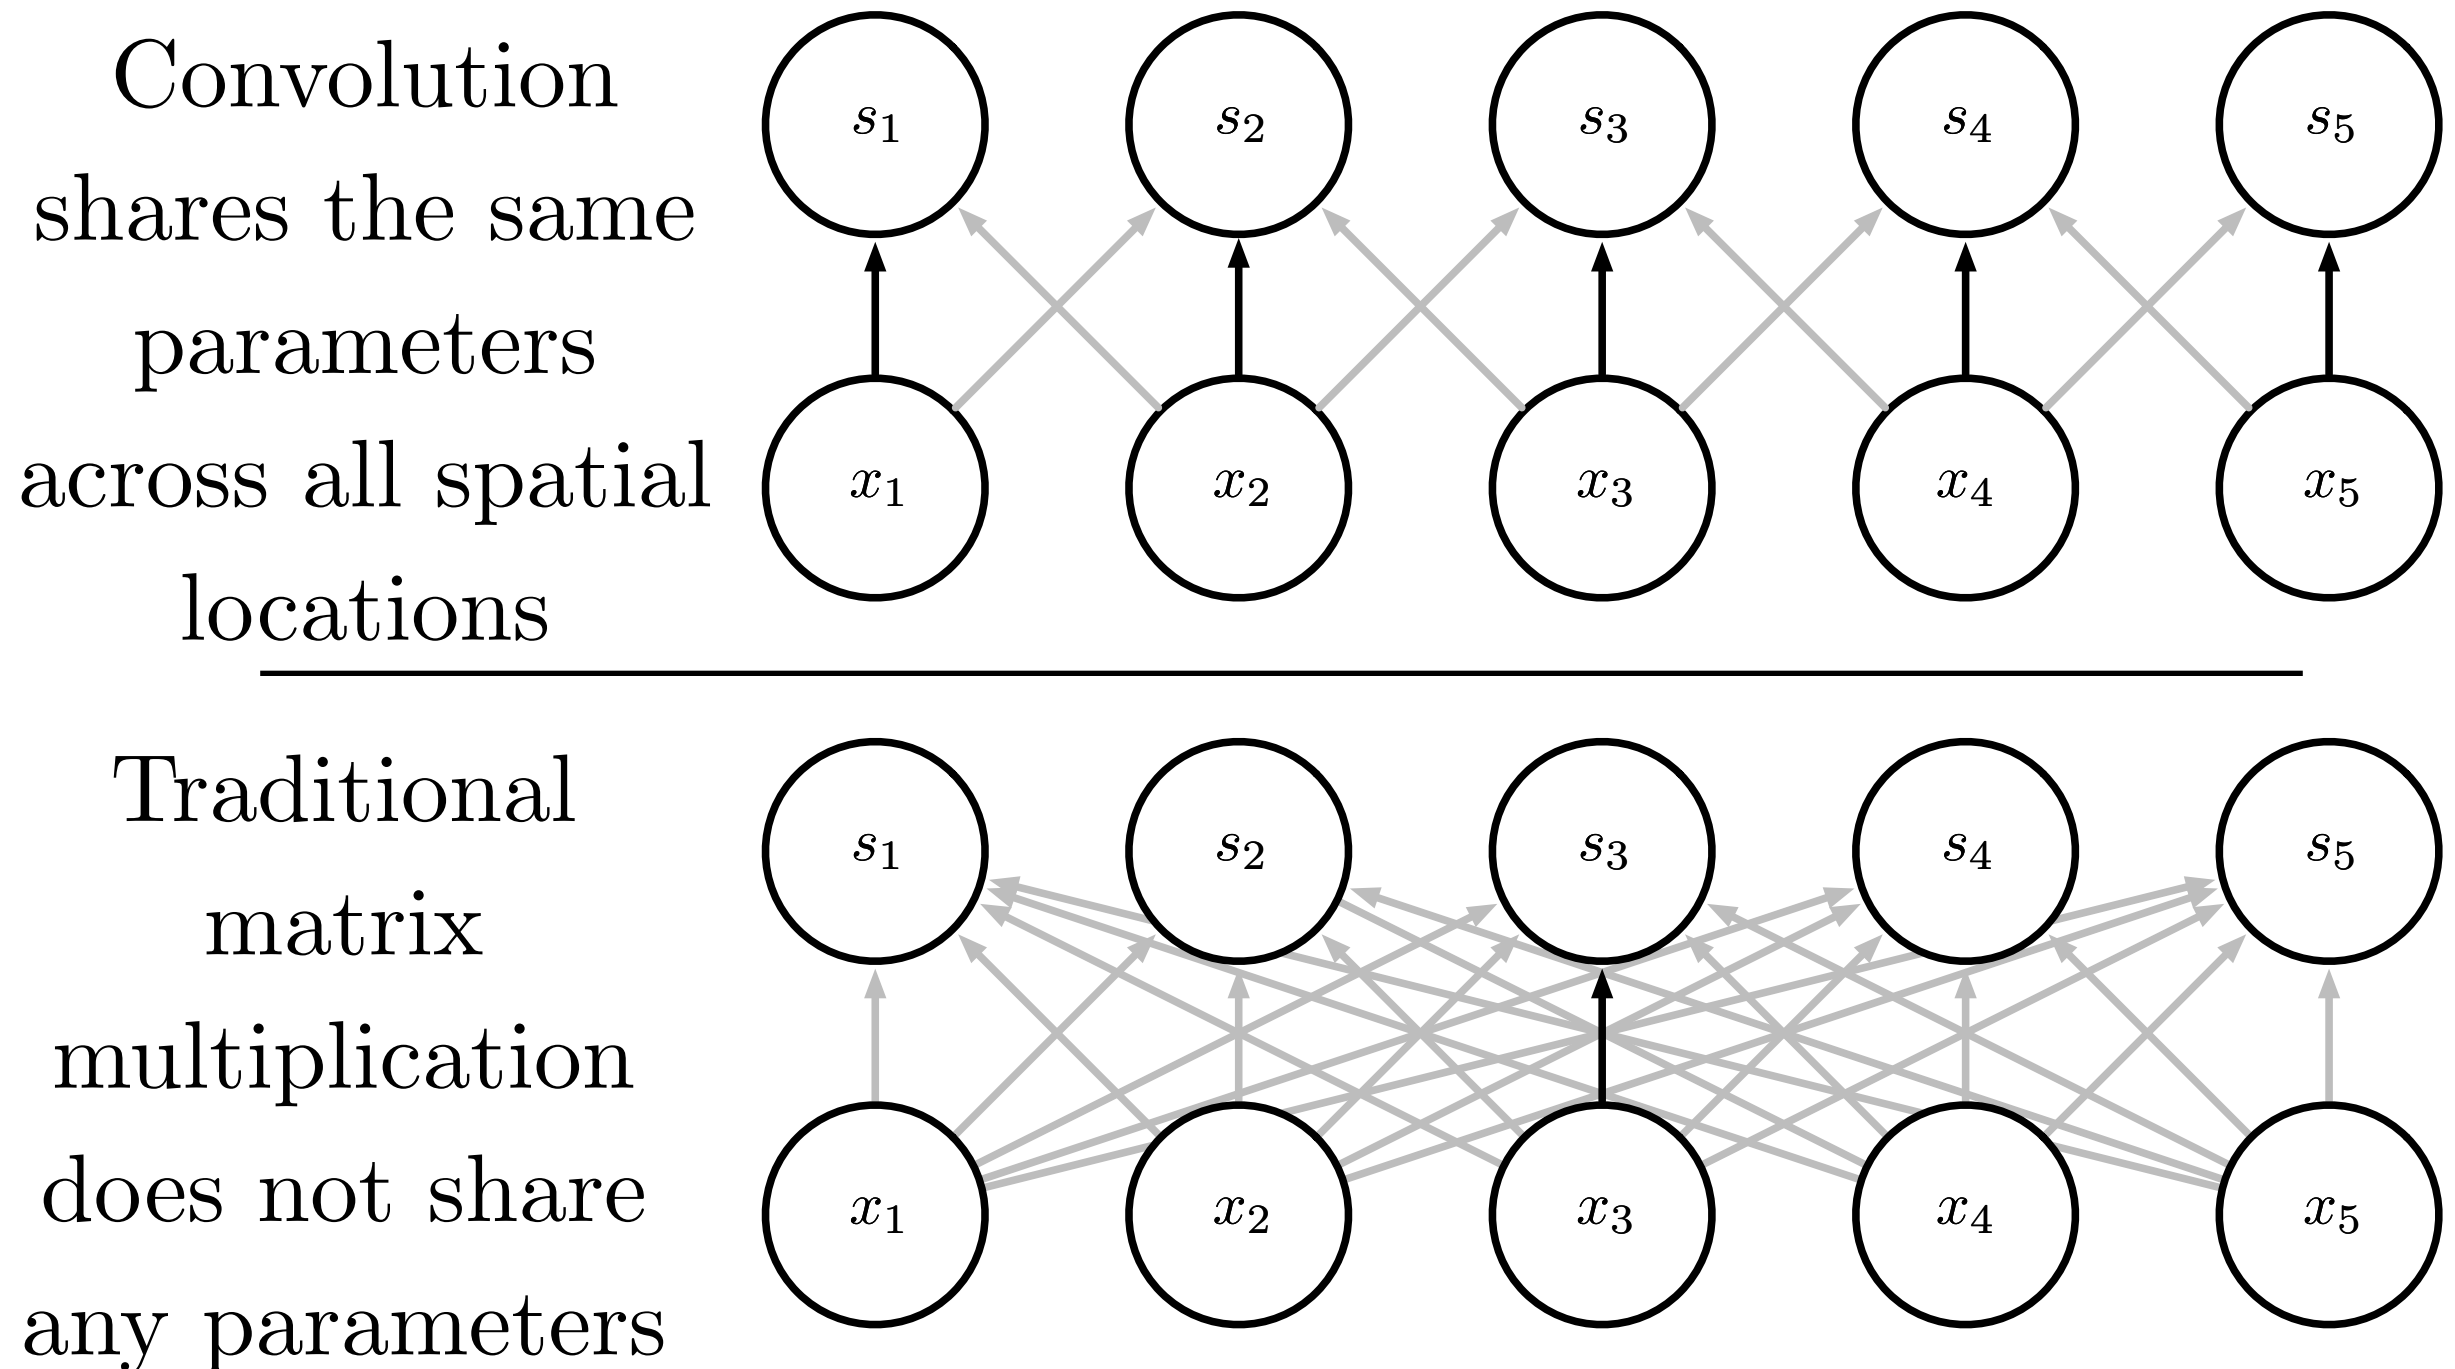 Convolution
shares the same
parameters
across all spatial
locations
s₁ s₂ s₃ s₄ s₅
x₁ x₂ x₃ x₄ x₅
Traditional
matrix
multiplication
does not share
any parameters
s₁ s₂ s₃ s₄ s₅
x₁ x₂ x₃ x₄ x₅